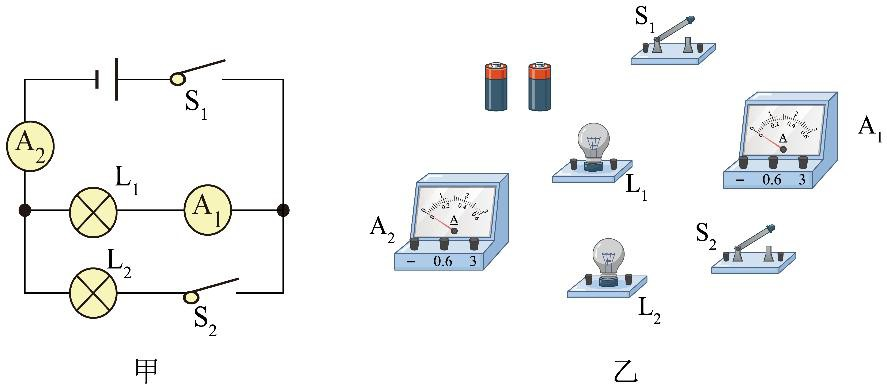 S₁
A₂
L₁
A₁
L₂
S₂
甲
S₁
A
- 0.6 3
A₁
L₁
A
- 0.6 3
A₂
S₂
L₂
乙